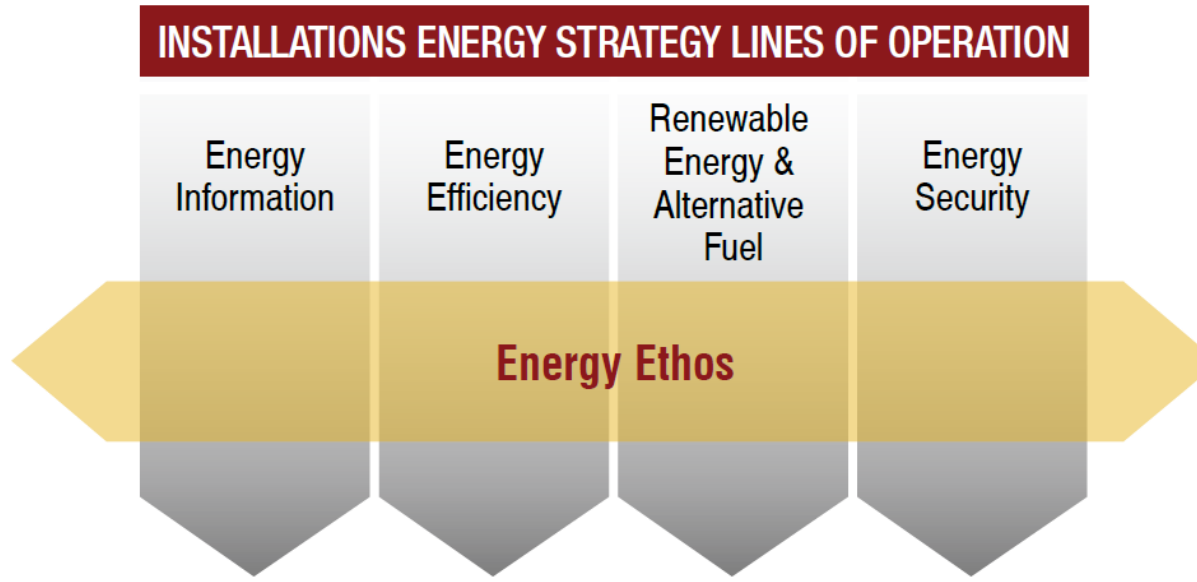 INSTALLATIONS ENERGY STRATEGY LINES OF OPERATION
Energy
Information
Energy
Efficiency
Renewable
Energy &
Alternative
Fuel
Energy
Security
Energy Ethos